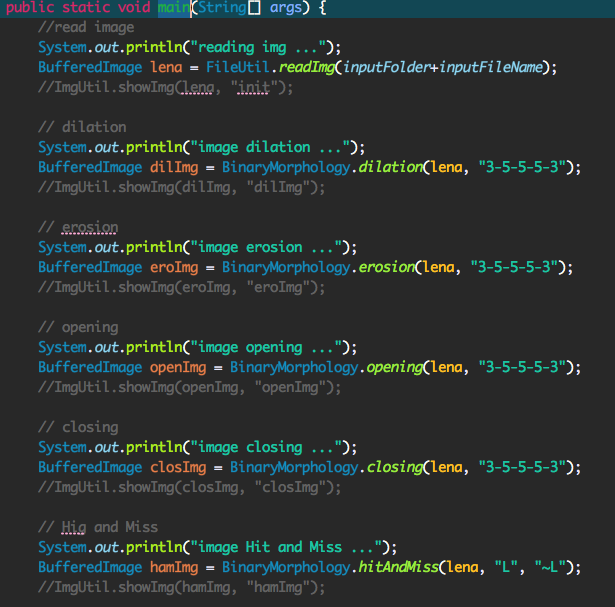 public static void main(String[] args) {
//read image
System.out.println("reading img ...");
BufferedImage lena = FileUtil.readImg(inputFolder+inputFileName);
//ImgUtil.showImg(lena, "init");
// dilation
System.out.println("image dilation ...");
BufferedImage dilImg = BinaryMorphology.dilation(lena, "3-5-5-5-3");
//ImgUtil.showImg(dilImg, "dilImg");
// erosion
System.out.println("image erosion ...");
BufferedImage eroImg = BinaryMorphology.erosion(lena, "3-5-5-5-3");
//ImgUtil.showImg(eroImg, "eroImg");
// opening
System.out.println("image opening ...");
BufferedImage openImg = BinaryMorphology.opening(lena, "3-5-5-5-3");
//ImgUtil.showImg(openImg, "openImg");
// closing
System.out.println("image closing ...");
BufferedImage closImg = BinaryMorphology.closing(lena, "3-5-5-5-3");
//ImgUtil.showImg(closImg, "closImg");
// Hig and Miss
System.out.println("image Hit and Miss ...");
BufferedImage hamImg = BinaryMorphology.hitAndMiss(lena, "L", "~L");
//ImgUtil.showImg(hamImg, "hamImg");